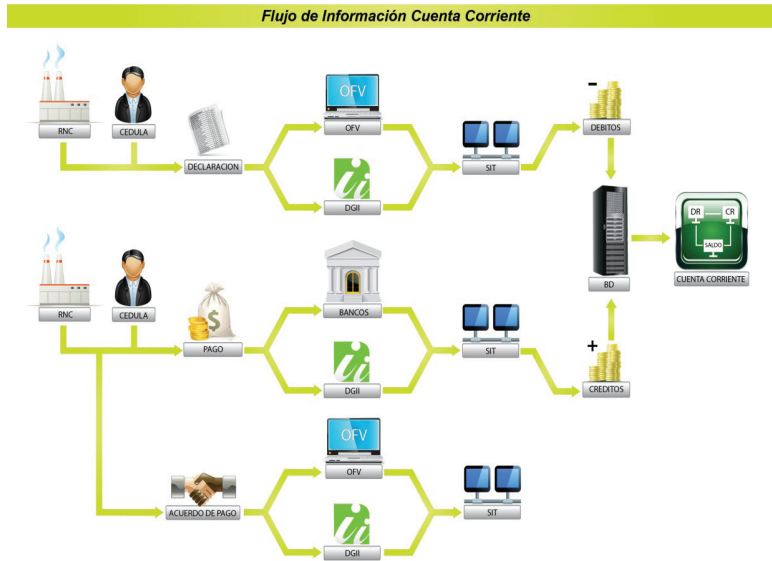 Flujo de Información Cuenta Corriente
OFV
RNC
CEDULA
OFV
DECLARACION
SIT
DGII
-
DEBITOS
DR
CR
SALDO
BD
CUENTA CORRIENTE
$
RNC
CEDULA
BANCOS
PAGO
SIT
DGII
+
CREDITOS
OFV
OFV
ACUERDO DE PAGO
SIT
DGII